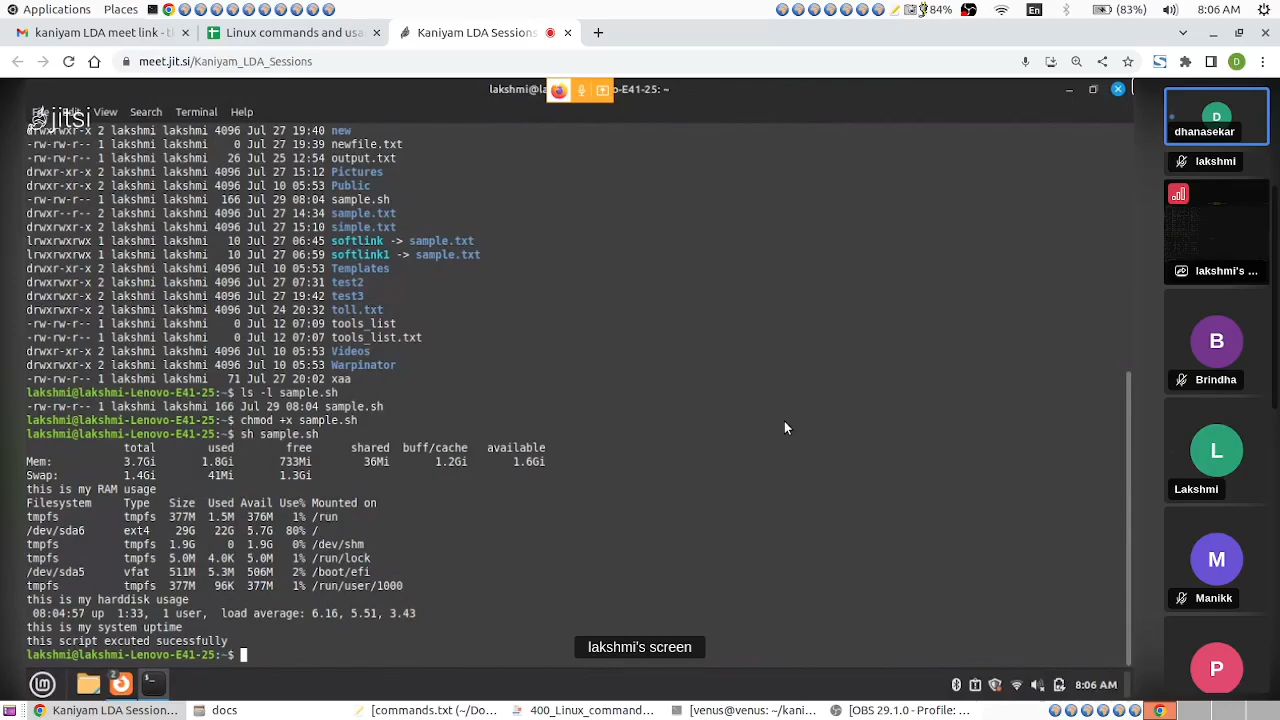 Applications Places 84% En (83%) 8:06 AM
kaniyam LDA meet link - t Linux commands and usa Kaniyam LDA Sessions
meet.jit.si/Kaniyam_LDA_Sessions D
lakshmi@l o-E41-25: ~
jitsi View Search Terminal Help
drwxrwxr-x 2 lakshmi lakshmi 4096 Jul 27 19:40 new
-rw-rw-r-- 1 lakshmi lakshmi 0 Jul 27 19:39 newfile.txt
-rw-rw-r-- 1 lakshmi lakshmi 26 Jul 25 12:54 output.txt
drwxrwxr-x 2 lakshmi lakshmi 4096 Jul 27 15:12 Pictures
drwxr-xr-x 2 lakshmi lakshmi 4096 Jul 10 05:53 Public
-rw-rw-r-- 1 lakshmi lakshmi 166 Jul 29 08:04 sample.sh
drwxr--r-- 2 lakshmi lakshmi 4096 Jul 27 14:34 sample.txt
drwxrwxr-x 2 lakshmi lakshmi 4096 Jul 27 15:10 simple.txt
lrwxrwxrwx 1 lakshmi lakshmi 10 Jul 27 06:45 softlink -> sample.txt
lrwxrwxrwx 1 lakshmi lakshmi 10 Jul 27 06:59 softlink1 -> sample.txt
drwxr-xr-x 2 lakshmi lakshmi 4096 Jul 10 05:53 Templates
drwxrwxr-x 2 lakshmi lakshmi 4096 Jul 27 07:31 test2
drwxrwxr-x 2 lakshmi lakshmi 4096 Jul 27 19:42 test3
drwxrwxr-x 2 lakshmi lakshmi 4096 Jul 24 20:32 toll.txt
-rw-rw-r-- 1 lakshmi lakshmi 0 Jul 12 07:09 tools_list
-rw-rw-r-- 1 lakshmi lakshmi 0 Jul 12 07:07 tools_list.txt
drwxr-xr-x 2 lakshmi lakshmi 4096 Jul 10 05:53 Videos
drwxrwxr-x 2 lakshmi lakshmi 4096 Jul 10 05:53 Warpinator
-rw-rw-r-- 1 lakshmi lakshmi 71 Jul 27 20:02 xaa
lakshmi@lakshmi-Lenovo-E41-25:~$ ls -l sample.sh
-rw-rw-r-- 1 lakshmi lakshmi 166 Jul 29 08:04 sample.sh
lakshmi@lakshmi-Lenovo-E41-25:~$ chmod +x sample.sh
lakshmi@lakshmi-Lenovo-E41-25:~$ sh sample.sh
total used free shared buff/cache available
Mem: 3.7Gi 1.8Gi 733Mi 36Mi 1.2Gi 1.6Gi
Swap: 1.4Gi 41Mi 1.3Gi
this is my RAM usage
Filesystem Type Size Used Avail Use% Mounted on
tmpfs tmpfs 377M 1.5M 376M 1% /run
/dev/sda6 ext4 29G 22G 5.7G 80% /
tmpfs tmpfs 1.9G 0 1.9G 0% /dev/shm
tmpfs tmpfs 5.0M 4.0K 5.0M 1% /run/lock
/dev/sda5 vfat 511M 5.3M 506M 2% /boot/efi
tmpfs tmpfs 377M 96K 377M 1% /run/user/1000
this is my harddisk usage
08:04:57 up 1:33, 1 user, load average: 6.16, 5.51, 3.43
this is my system uptime
this script excuted sucessfully
lakshmi@lakshmi-Lenovo-E41-25:~$
lakshmi's screen
8:06 AM
D
dhanasekar
lakshmi
lakshmi's ...
B
Brindha
L
Lakshmi
M
Manikk
P
Kaniyam LDA Session... docs [commands.txt (~/Do... 400_Linux_command... [venus@venus: ~/kani... [OBS 29.1.0 - Profile: ...